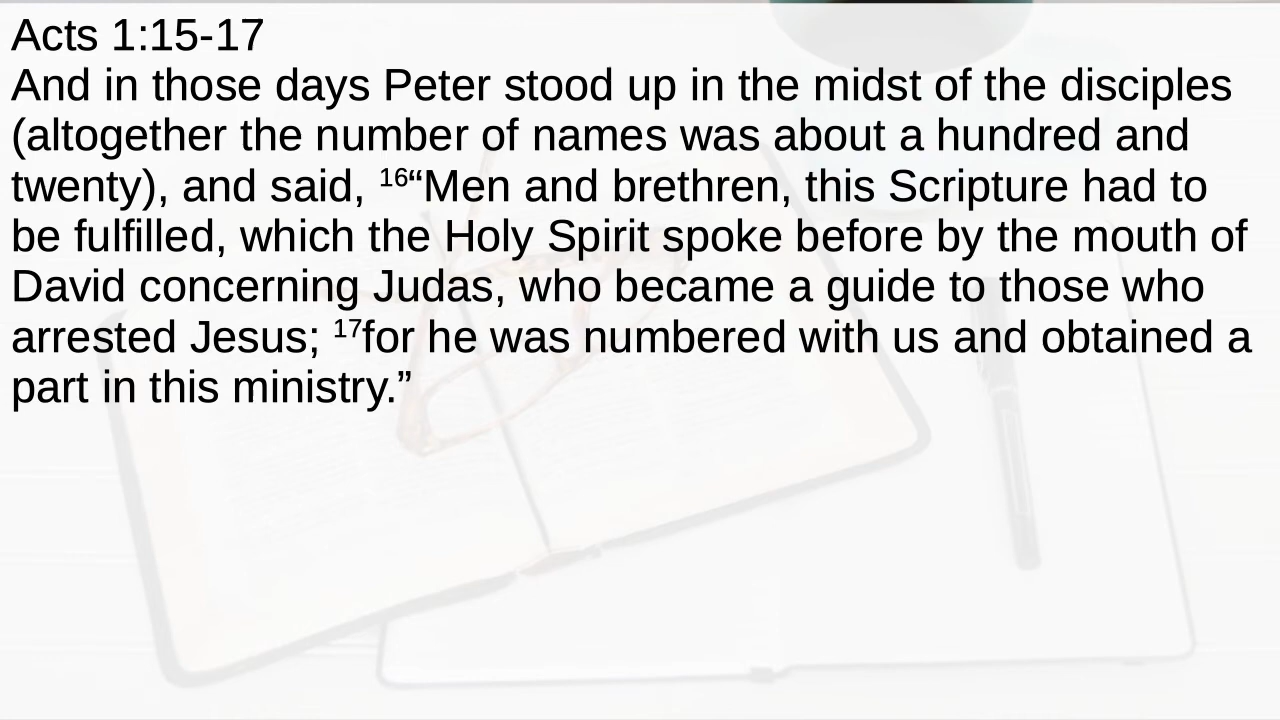 Acts 1:15-17
And in those days Peter stood up in the midst of the disciples
(altogether the number of names was about a hundred and
twenty), and said, 16“Men and brethren, this Scripture had to
be fulfilled, which the Holy Spirit spoke before by the mouth of
David concerning Judas, who became a guide to those who
arrested Jesus; 17for he was numbered with us and obtained a
part in this ministry.”